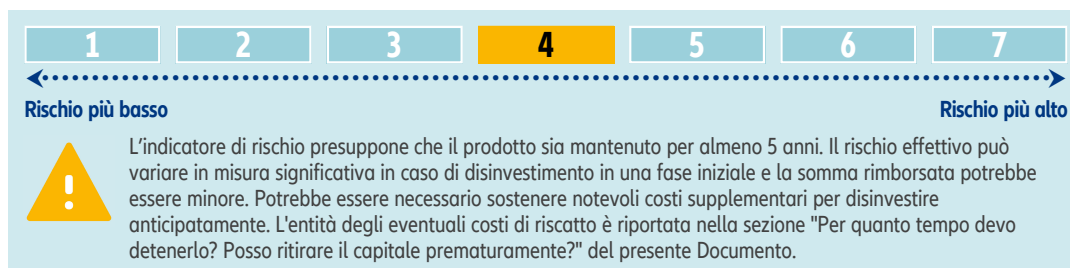 1 2 3 4 5 6 7
Rischio più basso Rischio più alto
L'indicatore di rischio presuppone che il prodotto sia mantenuto per almeno 5 anni. Il rischio effettivo può
variare in misura significativa in caso di disinvestimento in una fase iniziale e la somma rimborsata potrebbe
essere minore. Potrebbe essere necessario sostenere notevoli costi supplementari per disinvestire
anticipatamente. L'entità degli eventuali costi di riscatto è riportata nella sezione "Per quanto tempo devo
detenerlo? Posso ritirare il capitale prematuramente?" del presente Documento.